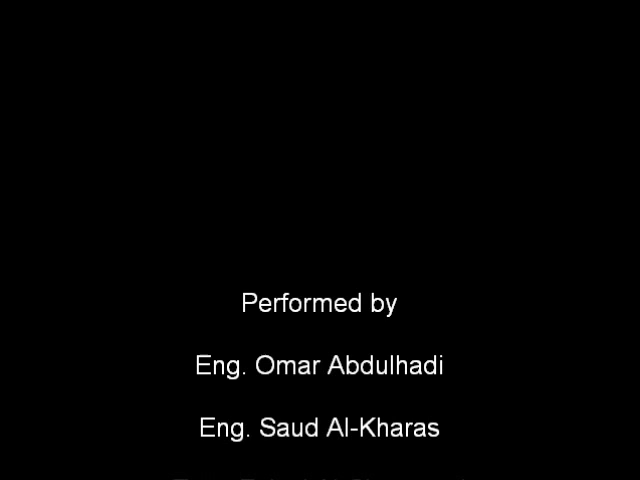 Performed by
Eng. Omar Abdulhadi
Eng. Saud Al-Kharas